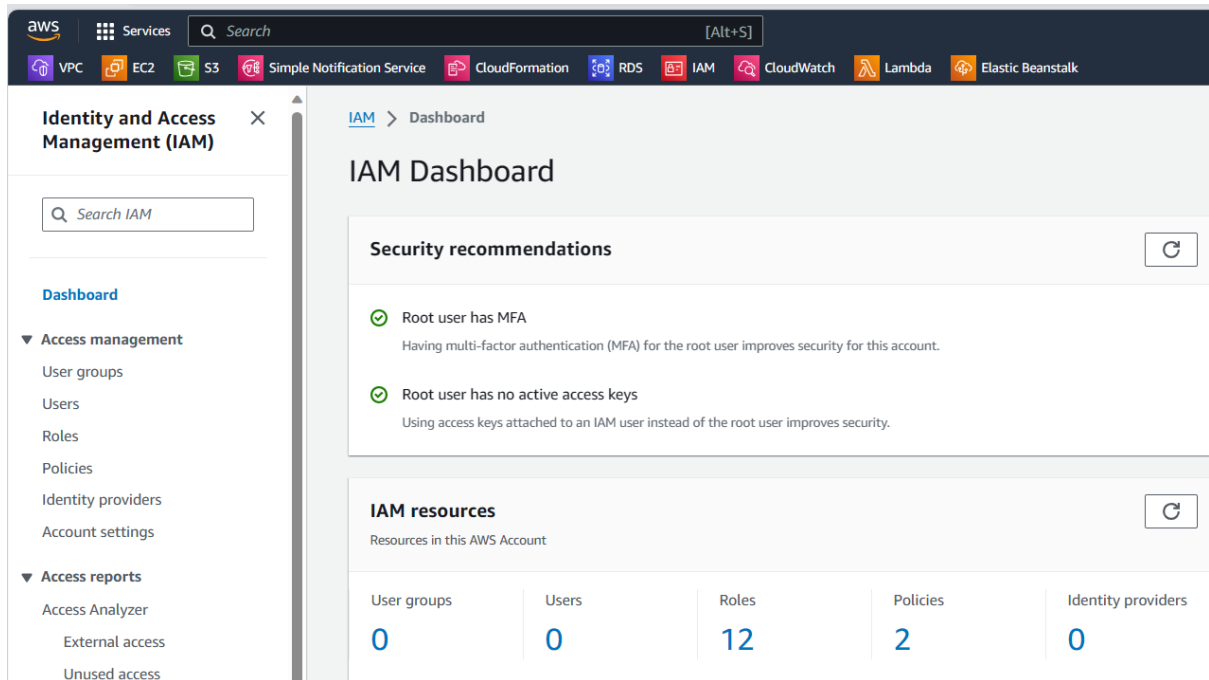 aws
Services
Search
[Alt+S]
VPC
EC2
S3
Simple Notification Service
CloudFormation
RDS
IAM
CloudWatch
Lambda
Elastic Beanstalk
Identity and Access
Management (IAM)
Search IAM
Dashboard
Access management
User groups
Users
Roles
Policies
Identity providers
Account settings
Access reports
Access Analyzer
External access
Unused access
IAM > Dashboard
IAM Dashboard
Security recommendations
Root user has MFA
Having multi-factor authentication (MFA) for the root user improves security for this account.
Root user has no active access keys
Using access keys attached to an IAM user instead of the root user improves security.
IAM resources
Resources in this AWS Account
User groups
0
Users
0
Roles
12
Policies
2
Identity providers
0